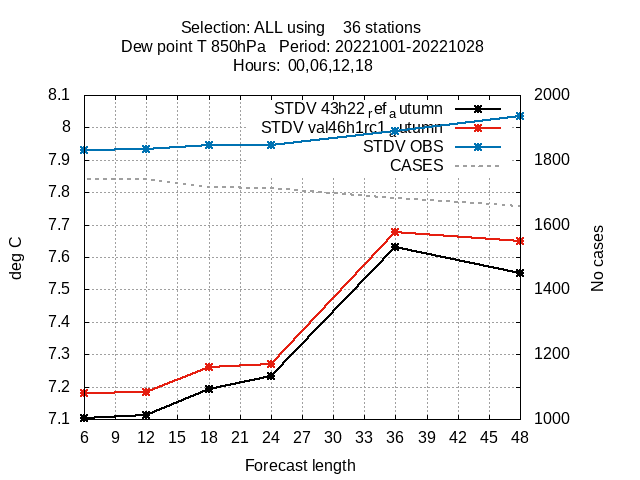 Selection: ALL using    36 stations
Dew point T 850hPa   Period: 20221001-20221028
Hours:  00,06,12,18
8.1
8
7.9
7.8
7.7
7.6
7.5
7.4
7.3
7.2
7.1
deg C
STDV 43h22ref autumn
STDV val46h1rc1autumn
STDV OBS
CASES
2000
1800
1600
1400
1200
1000
No cases
6 9 12 15 18 21 24 27 30 33 36 39 42 45 48
Forecast length